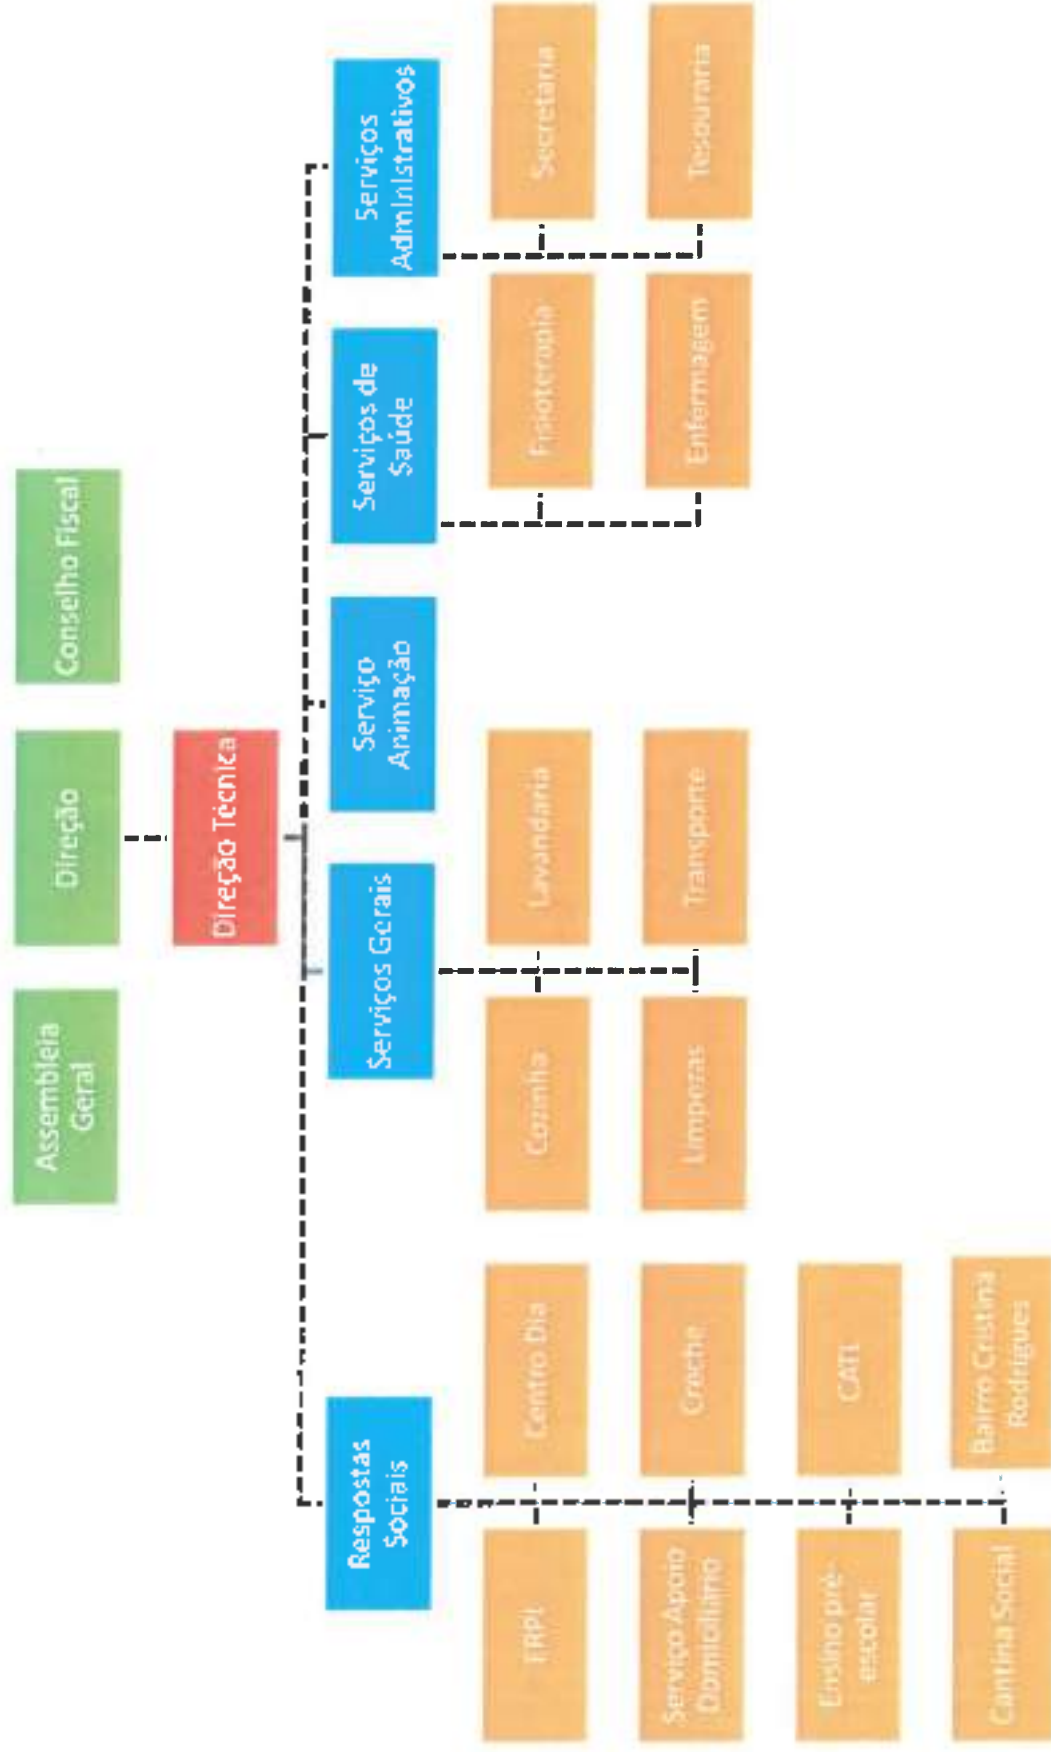 Assembleia
Geral
Direção
Conselho Fiscal
Direção Técnica
Respostas
Sociais
Serviços Gerais
Serviço
Animação
Serviços de
Saúde
Serviços
Administrativos
ERPI
Centro Dia
Serviço Apoio
Domiciliário
Creche
Ensino pré-
escolar
CATL
Cantina Social
Bairro Cristina
Rodrigues
Cozinha
Lavandaria
Limpezas
Transporte
Fisioterapia
Enfermagem
Secretaria
Tesouraria